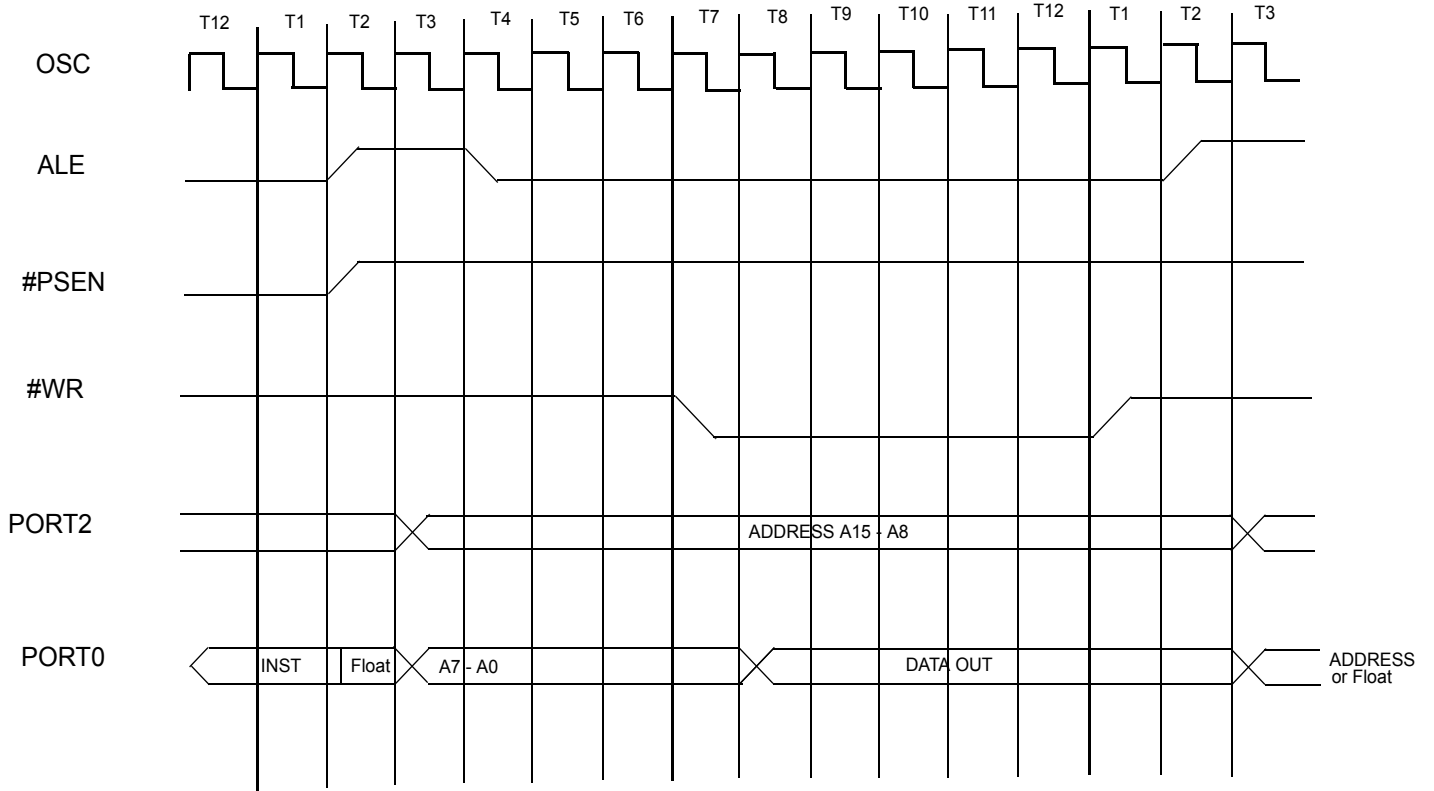 T12 T1 T2 T3 T4 T5 T6 T7 T8 T9 T10 T11 T12 T1 T2 T3
OSC
ALE
#PSEN
#WR
PORT2
ADDRESS A15 - A8
PORT0
INST
Float
A7 - A0
DATA OUT
ADDRESS
or Float